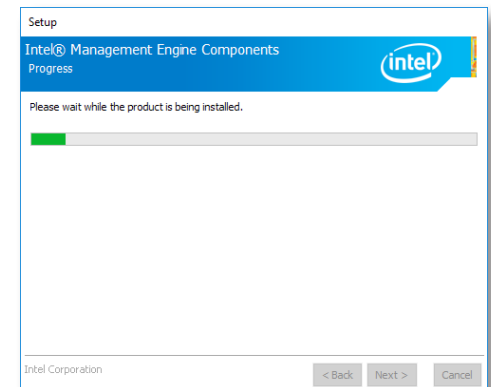 Setup
Intel® Management Engine Components
Progress
intel
Please wait while the product is being installed.
Intel Corporation
< Back Next > Cancel